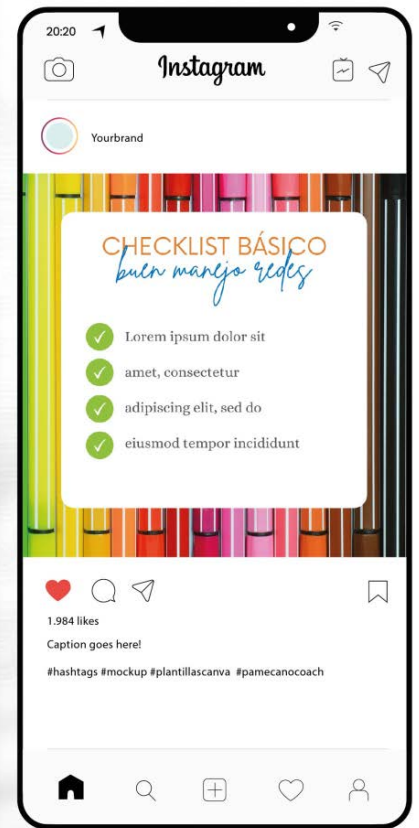 20:20
Instagram
Yourbrand
CHECKLIST BÁSICO
buen manejo redes
Lorem ipsum dolor sit
amet, consectetur
adipiscing elit, sed do
eiusmod tempor incididunt
1.984 likes
Caption goes here!
#hashtags #mockup #plantillascanva #pamecanocoach